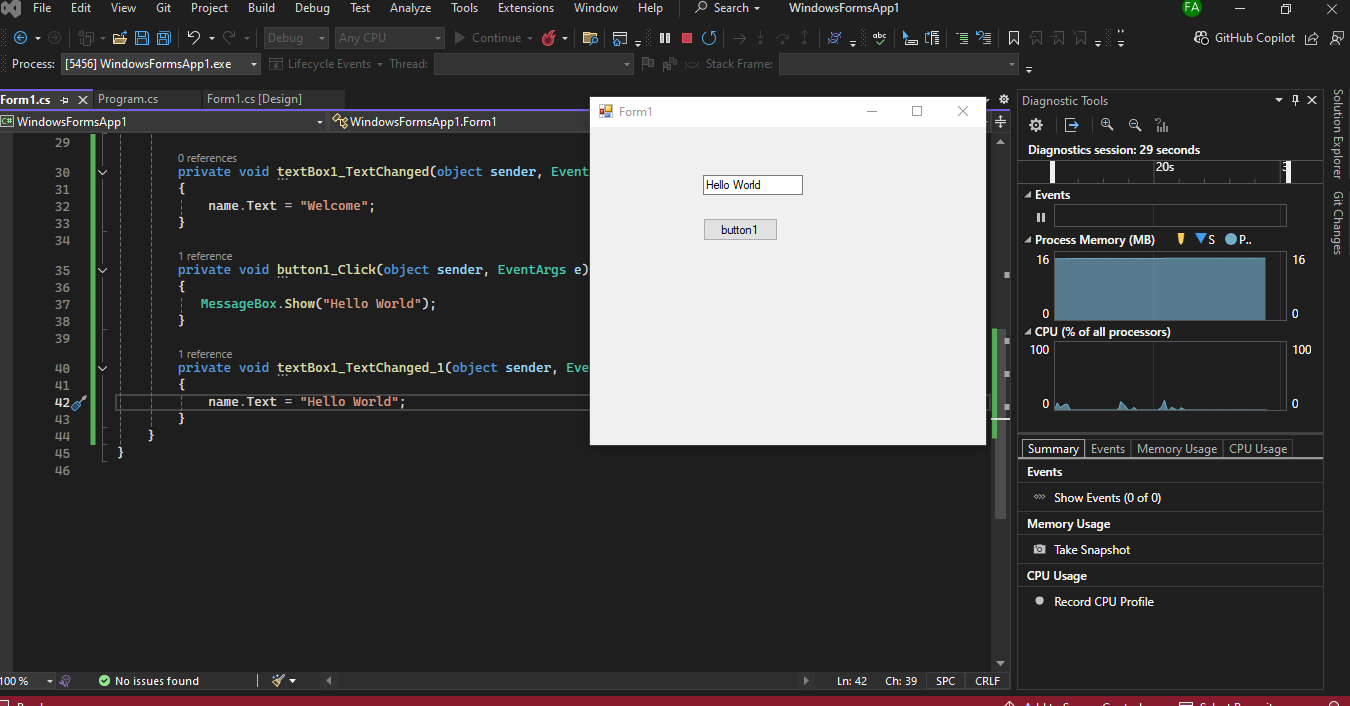 File Edit View Git Project Build Debug Test Analyze Tools Extensions Window Help Search WindowsFormsApp1 FA
Debug Any CPU Continue abc GitHub Copilot
Process: [5456] WindowsFormsApp1.exe Lifecycle Events Thread: Stack Frame:
Form1.cs Program.cs Form1.cs [Design]
C# WindowsFormsApp1 WindowsFormsApp1.Form1
29
0 references
30 private void textBox1_TextChanged(object sender, Event
31 {
32 name.Text = "Welcome";
33 }
34
1 reference
35 private void button1_Click(object sender, EventArgs e)
36 {
37 MessageBox.Show("Hello World");
38 }
39
1 reference
40 private void textBox1_TextChanged_1(object sender, Eve
41 {
42 name.Text = "Hello World";
43 }
44 }
45 }
46
100 % No issues found Ln: 42 Ch: 39 SPC CRLF
Form1
Hello World
button1
Diagnostic Tools
Diagnostics session: 29 seconds
20s 3
Events
Process Memory (MB) S P..
16 16
0 0
CPU (% of all processors)
100 100
0 0
Summary Events Memory Usage CPU Usage
Events
Show Events (0 of 0)
Memory Usage
Take Snapshot
CPU Usage
Record CPU Profile
Solution Explorer
Git Changes